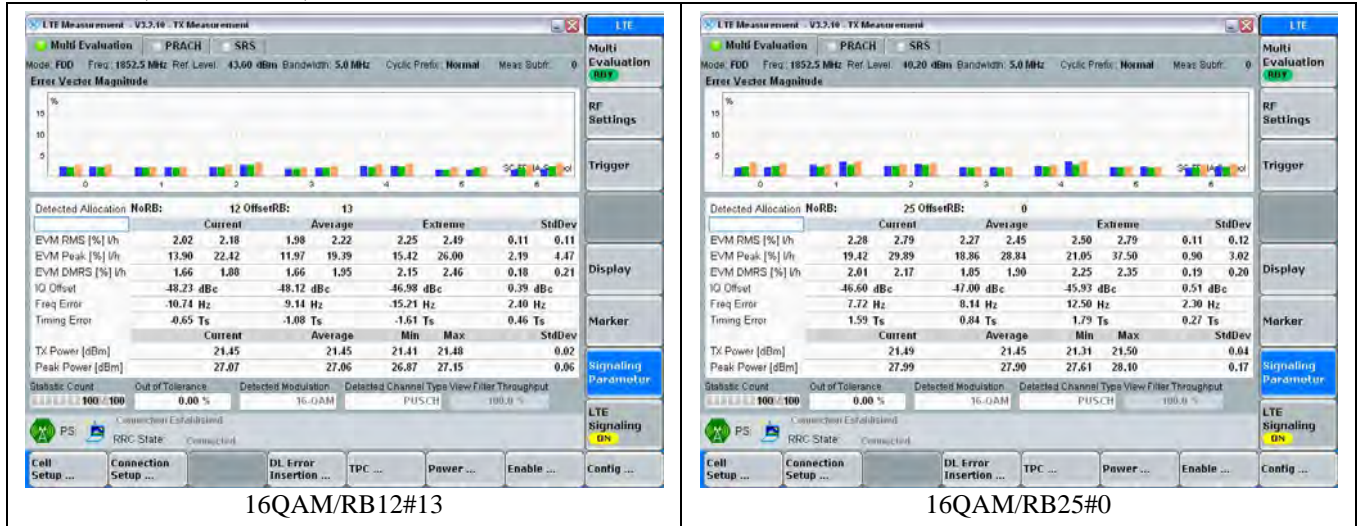 LTE Measurement - V3.2.10 - TX Measurement
LTE
Multi Evaluation PRACH SRS
Mode: FDD Freq.: 1852.5 MHz Ref. Level: 43.60 dBm Bandwidth: 5.0 MHz Cyclic Prefix: Normal Meas Subfr.: 0
Error Vector Magnitude
%
15
10
5
0 1 2 3 4 5 6
Detected Allocation NoRB: 12 OffsetRB: 13
Current Average Extreme StdDev
EVM RMS [%] l/h 2.02 2.18 1.98 2.22 2.25 2.49 0.11 0.11
EVM Peak [%] l/h 13.90 22.42 11.97 19.39 15.42 26.00 2.19 4.47
EVM DMRS [%] l/h 1.66 1.88 1.66 1.95 2.15 2.46 0.18 0.21
IQ Offset -48.23 dBc -48.12 dBc -46.98 dBc 0.39 dBc
Freq Error -10.74 Hz -9.14 Hz -15.21 Hz 2.40 Hz
Timing Error -0.65 Ts -1.08 Ts -1.61 Ts 0.46 Ts
Current Average Min Max StdDev
TX Power [dBm] 21.45 21.45 21.41 21.48 0.02
Peak Power [dBm] 27.07 27.06 26.87 27.15 0.06
Statistic Count Out of Tolerance Detected Modulation Detected Channel Type View Filter Throughput
100 / 100 0.00 % 16-QAM PUSCH 100.0 %
Connection Established
PS:
RRC State: Connected
Multi Evaluation
RDY
RF Settings
Trigger
Display
Marker
Signaling Parameter
LTE Signaling
ON
Cell Setup ... Connection Setup ... DL Error Insertion ... TPC ... Power ... Enable ... Config ...
16QAM/RB12#13
LTE Measurement - V3.2.10 - TX Measurement
LTE
Multi Evaluation PRACH SRS
Mode: FDD Freq.: 1852.5 MHz Ref. Level: 40.20 dBm Bandwidth: 5.0 MHz Cyclic Prefix: Normal Meas Subfr.: 0
Error Vector Magnitude
%
15
10
5
0 1 2 3 4 5 6
Detected Allocation NoRB: 25 OffsetRB: 0
Current Average Extreme StdDev
EVM RMS [%] l/h 2.28 2.79 2.27 2.45 2.50 2.79 0.11 0.12
EVM Peak [%] l/h 19.42 29.89 18.86 28.84 21.05 37.50 0.90 3.02
EVM DMRS [%] l/h 2.01 2.17 1.85 1.90 2.25 2.35 0.19 0.20
IQ Offset -46.60 dBc -47.00 dBc -45.93 dBc 0.51 dBc
Freq Error 7.72 Hz 8.14 Hz 12.50 Hz 2.30 Hz
Timing Error 1.59 Ts 0.84 Ts 1.79 Ts 0.27 Ts
Current Average Min Max StdDev
TX Power [dBm] 21.49 21.45 21.31 21.50 0.04
Peak Power [dBm] 27.99 27.90 27.61 28.10 0.17
Statistic Count Out of Tolerance Detected Modulation Detected Channel Type View Filter Throughput
100 / 100 0.00 % 16-QAM PUSCH 100.0 %
Connection Established
PS:
RRC State: Connected
Multi Evaluation
RDY
RF Settings
Trigger
Display
Marker
Signaling Parameter
LTE Signaling
ON
Cell Setup ... Connection Setup ... DL Error Insertion ... TPC ... Power ... Enable ... Config ...
16QAM/RB25#0